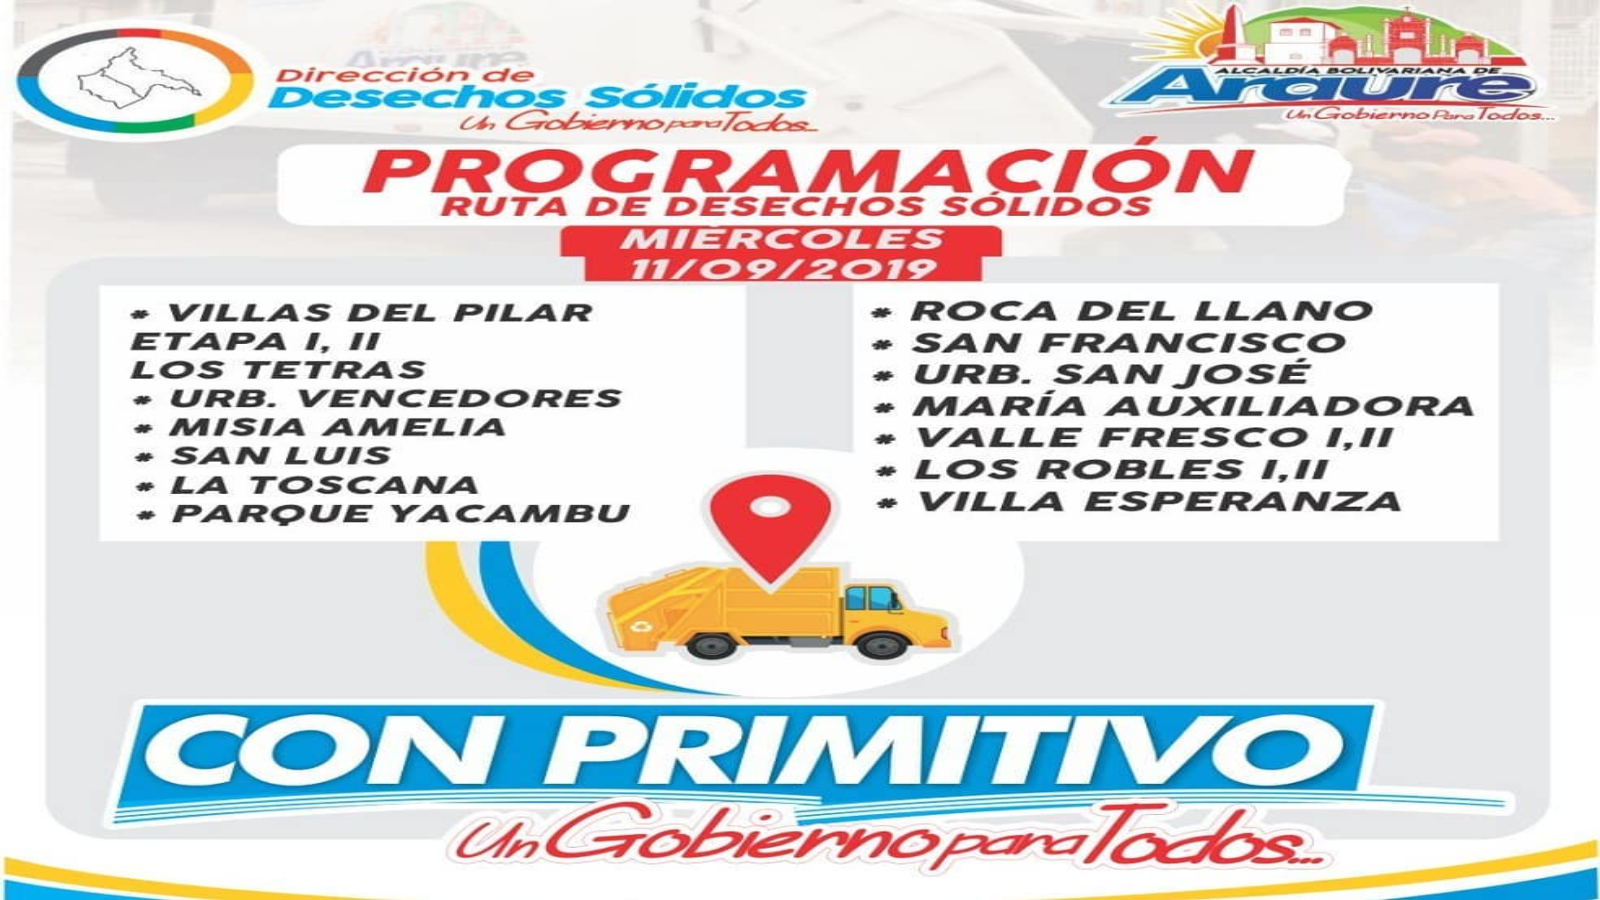 Dirección de
Desechos Sólidos
Un Gobierno para Todos...
ALCALDÍA BOLIVARIANA DE
Araure
Un Gobierno Para Todos...
PROGRAMACIÓN
RUTA DE DESECHOS SÓLIDOS
MIÉRCOLES
11/09/2019
* VILLAS DEL PILAR
ETAPA I, II
LOS TETRAS
* URB. VENCEDORES
* MISIA AMELIA
* SAN LUIS
* LA TOSCANA
* PARQUE YACAMBU
* ROCA DEL LLANO
* SAN FRANCISCO
* URB. SAN JOSÉ
* MARÍA AUXILIADORA
* VALLE FRESCO I,II
* LOS ROBLES I,II
* VILLA ESPERANZA
CON PRIMITIVO
Un Gobierno para Todos...